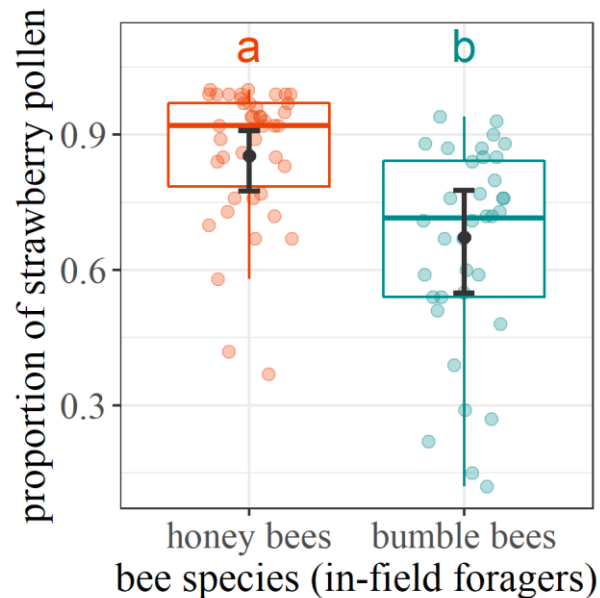 a b
proportion of strawberry pollen
0.9
0.6
0.3
honey bees bumble bees
bee species (in-field foragers)